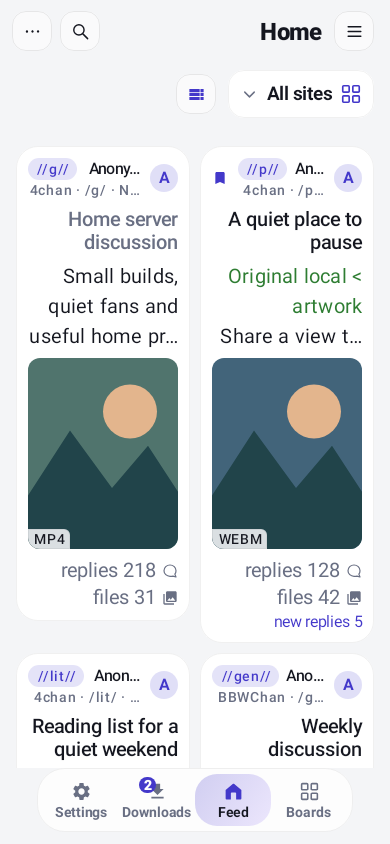 Home
All sites
//g// Anony... A
4chan · /g/ · N...
Home server
discussion
Small builds,
quiet fans and
useful home pr...
MP4
replies 218
files 31
//p// An... A
4chan · /p...
A quiet place to
pause
Original local <
artwork
Share a view t...
WEBM
replies 128
files 42
new replies 5
//lit// Anon... A
4chan · /lit/ · ...
Reading list for a
quiet weekend
//gen// Ano... A
BBWChan · /g...
Weekly
discussion
2
Settings Downloads Feed Boards